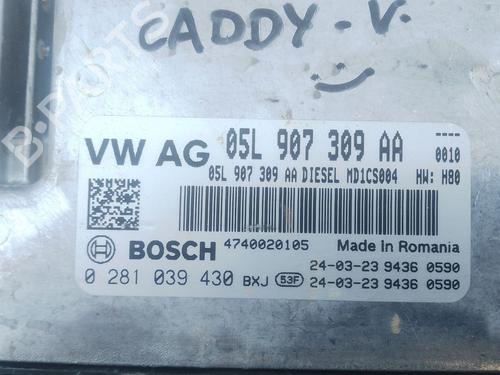 CADDY - V.
B-PARTS
VW AG 05L 907 309 AA ----
0010
05L 907 309 AA DIESEL MD1CS004 HW: H80
BOSCH 4740020105 Made in Romania
24-03-23 9436 0590
0 281 039 430 BXJ 53F 24-03-23 9436 0590